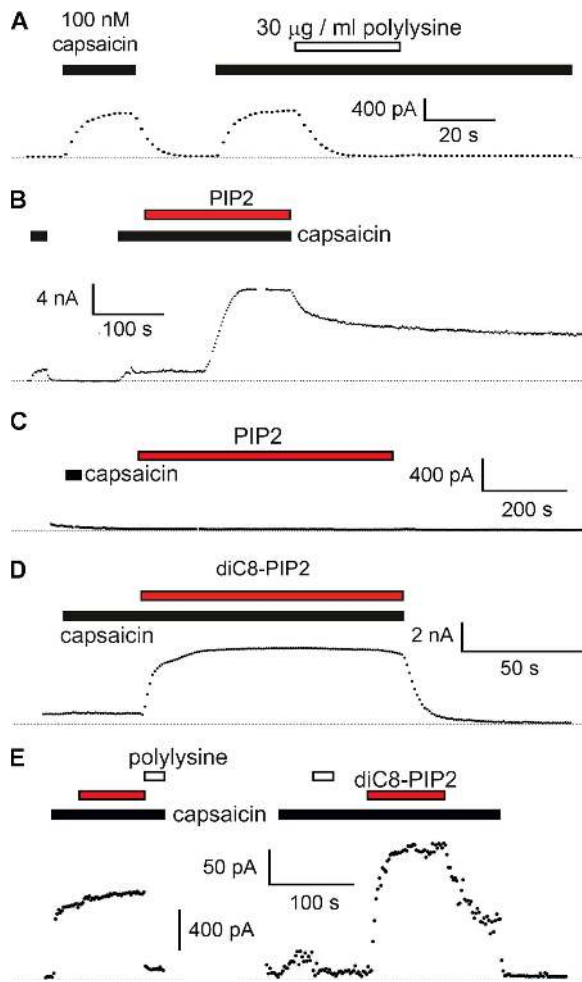 A
100 nM
capsaicin
30 µg / ml polylysine
400 pA
20 s
B
PIP2
capsaicin
4 nA
100 s
C
PIP2
capsaicin
400 pA
200 s
D
diC8-PIP2
capsaicin
2 nA
50 s
E
polylysine
diC8-PIP2
capsaicin
50 pA
100 s
400 pA